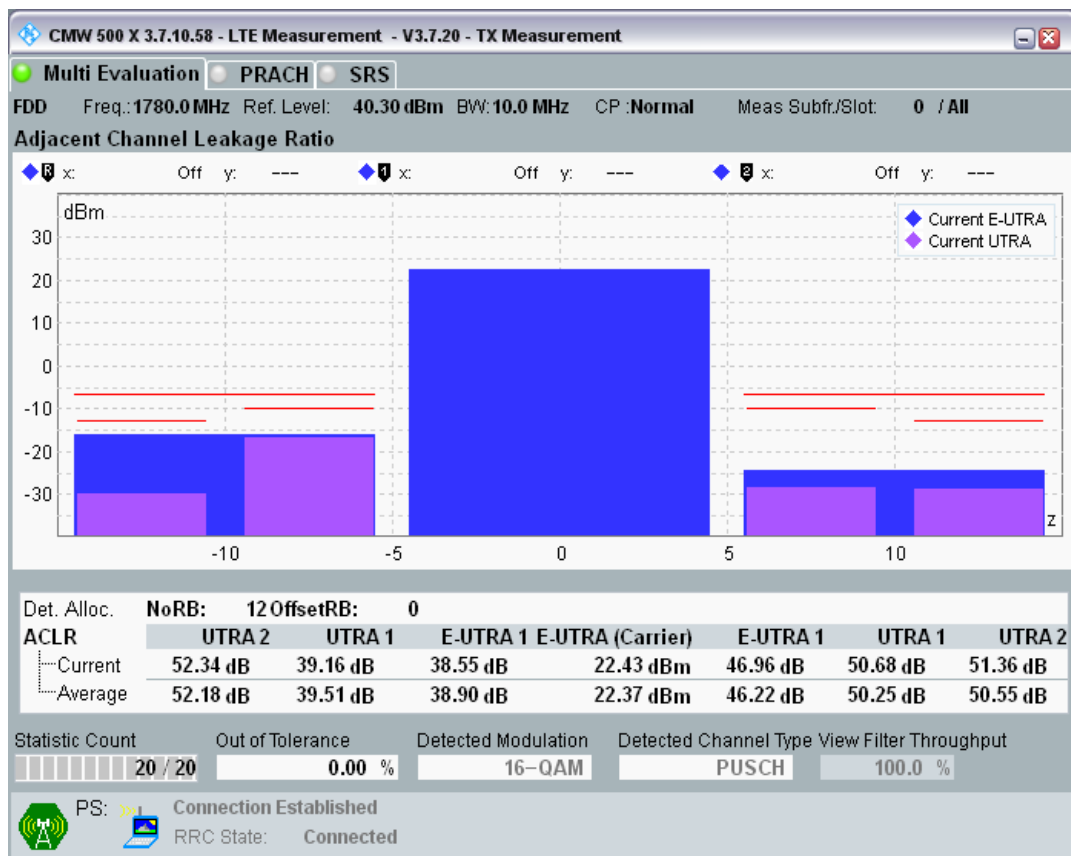 CMW 500 X 3.7.10.58 - LTE Measurement - V3.7.20 - TX Measurement
Multi Evaluation PRACH SRS
FDD Freq.:1780.0 MHz Ref. Level: 40.30 dBm BW:10.0 MHz CP :Normal Meas Subfr./Slot: 0 / All
Adjacent Channel Leakage Ratio
R x: Off y: --- 1 x: Off y: --- 2 x: Off y: ---
dBm
Current E-UTRA
Current UTRA
30
20
10
0
-10
-20
-30
z
-10 -5 0 5 10
Det. Alloc. NoRB: 12 OffsetRB: 0
ACLR UTRA 2 UTRA 1 E-UTRA 1 E-UTRA (Carrier) E-UTRA 1 UTRA 1 UTRA 2
Current 52.34 dB 39.16 dB 38.55 dB 22.43 dBm 46.96 dB 50.68 dB 51.36 dB
Average 52.18 dB 39.51 dB 38.90 dB 22.37 dBm 46.22 dB 50.25 dB 50.55 dB
Statistic Count Out of Tolerance Detected Modulation Detected Channel Type View Filter Throughput
20 / 20 0.00 % 16-QAM PUSCH 100.0 %
PS: Connection Established
RRC State: Connected